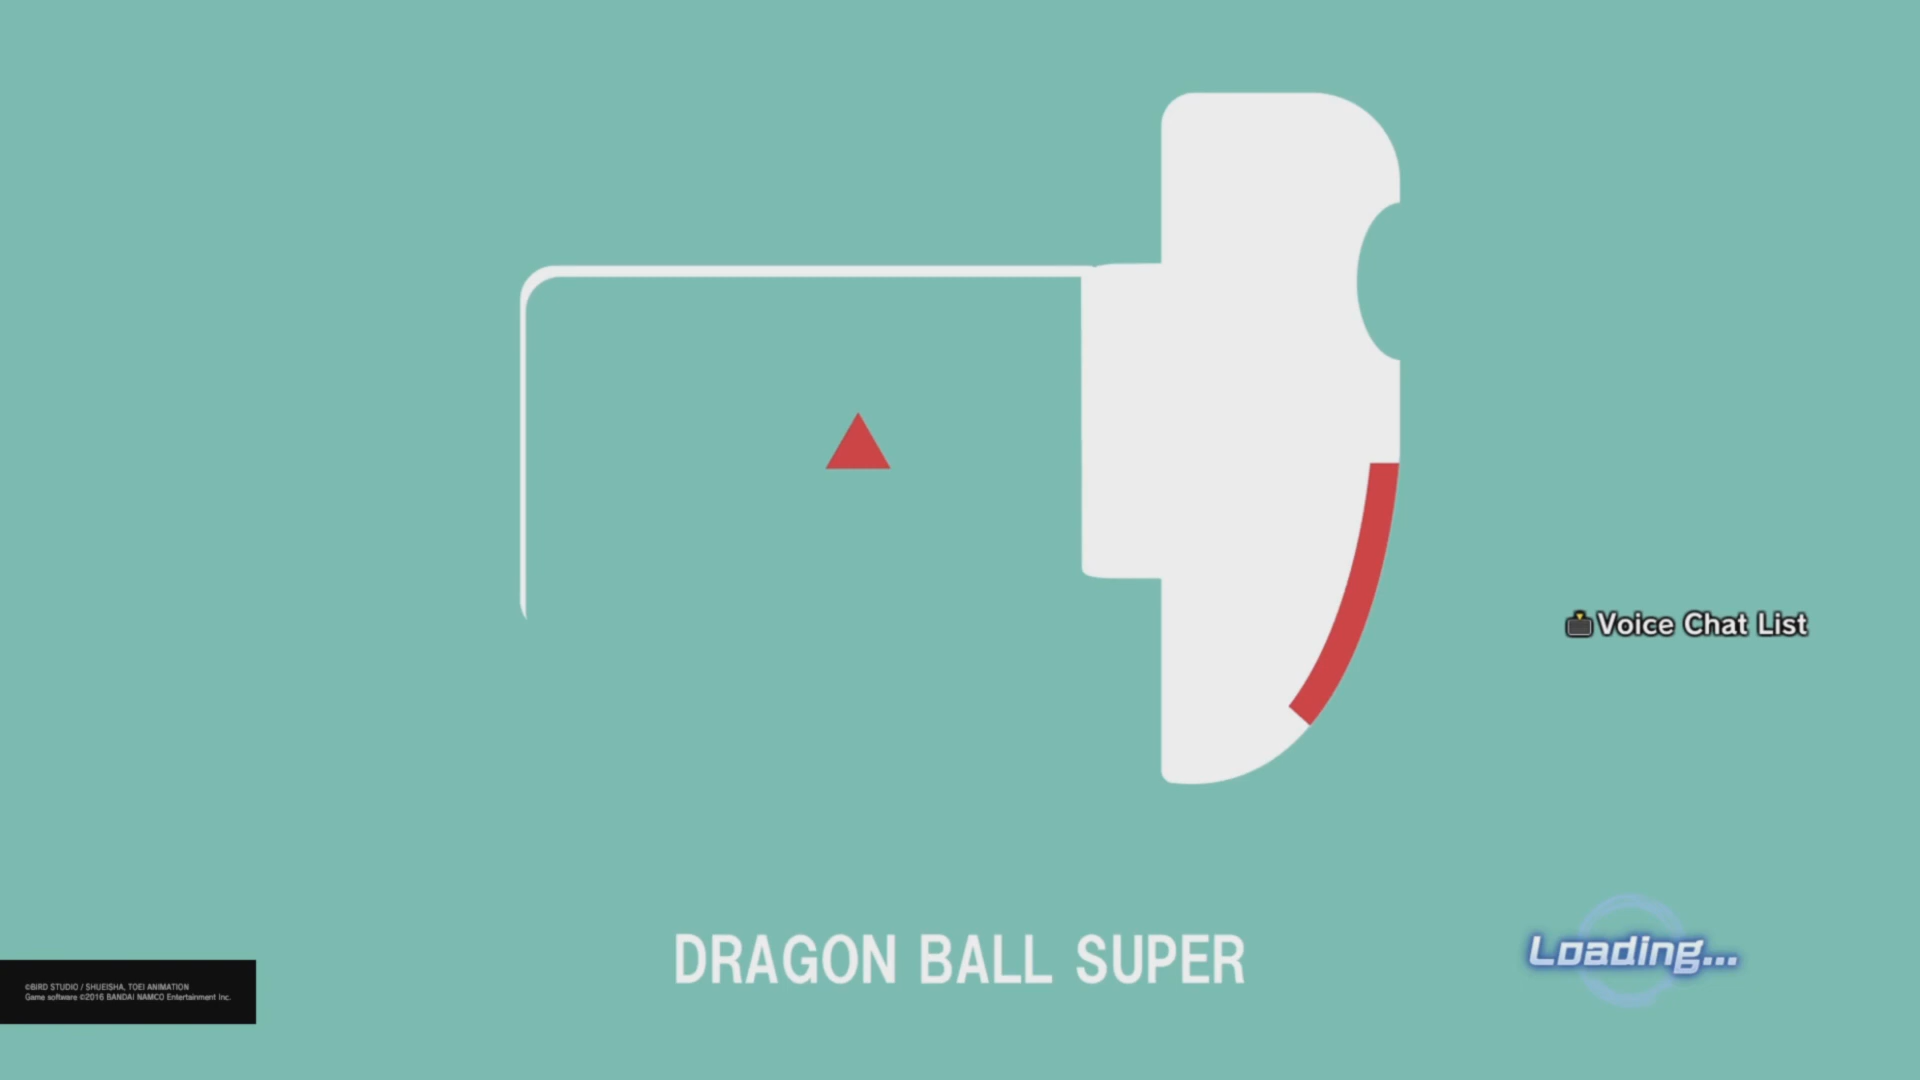 Voice Chat List
DRAGON BALL SUPER
Loading...
©BIRD STUDIO / SHUEISHA, TOEI ANIMATION
Game software ©2016 BANDAI NAMCO Entertainment Inc.